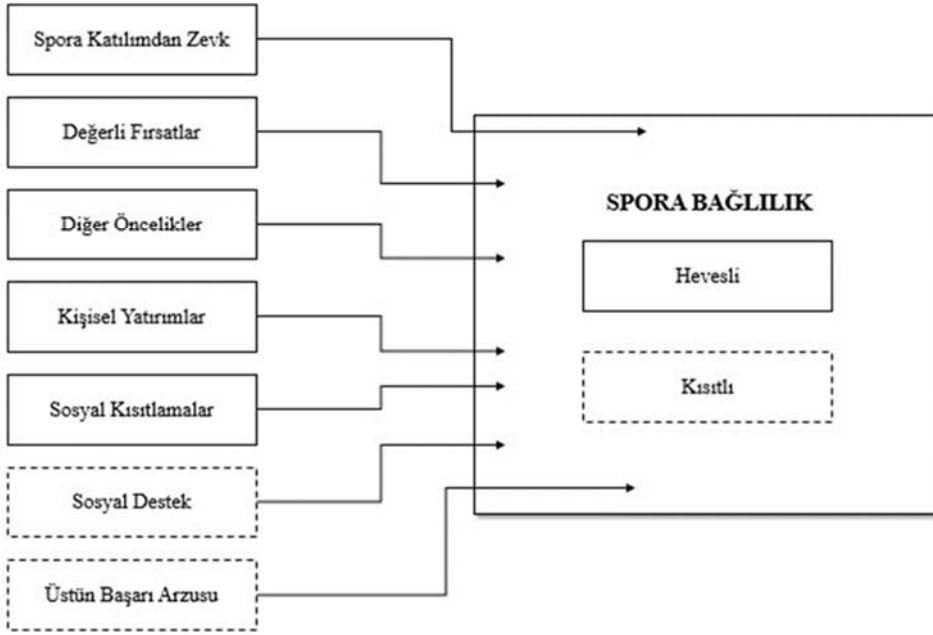 Spora Katılımdan Zevk
Değerli Fırsatlar
Diğer Öncelikler
Kişisel Yatırımlar
Sosyal Kısıtlamalar
Sosyal Destek
Üstün Başarı Arzusu
SPORA BAĞLILIK
Hevesli
Kısıtlı